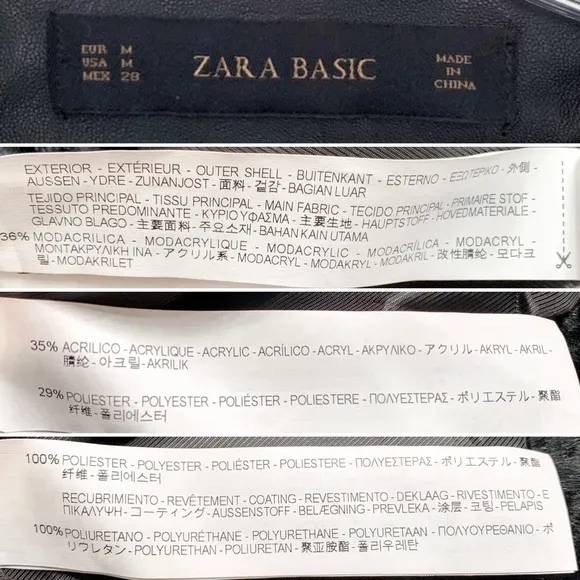 EUR M
USA M
MEX 28
ZARA BASIC
MADE
IN
CHINA
EXTERIOR - EXTÉRIEUR - OUTER SHELL - BUITENKANT - ESTERNO - ΕΞΩΤΕΡΙΚΟ - 外側 -
AUSSEN - YDRE - ZUNANJOST - 面料 - 겉감 - BAGIAN LUAR
TEJIDO PRINCIPAL - TISSU PRINCIPAL - MAIN FABRIC - TECIDO PRINCIPAL - PRIMAIRE STOF -
TESSUTO PREDOMINANTE - ΚΥΡΙΟ ΥΦΑΣΜΑ - 主要生地 - HAUPTSTOFF - HOVEDMATERIALE -
GLAVNO BLAGO - 主要面料 - 주요소재 - BAHAN KAIN UTAMA
36% MODACRILICA - MODACRYLIQUE - MODACRYLIC - MODACRÍLICA - MODACRYL -
ΜΟΝΤΑΚΡΥΛΙΚΗ ΙΝΑ - アクリル系 - MODACRYL - MODAKRYL - MODAKRIL - 改性腈纶 - 모다크
릴 - MODAKRILET
35% ACRILICO - ACRYLIQUE - ACRYLIC - ACRÍLICO - ACRYL - ΑΚΡΥΛΙΚΟ - アクリル - AKRYL - AKRIL -
腈纶 - 아크릴 - AKRILIK
29% POLIESTER - POLYESTER - POLIÉSTER - POLIESTERE - ΠΟΛΥΕΣΤΕΡΑΣ - ポリエステル - 聚酯
纤维 - 폴리에스터
100% POLIESTER - POLYESTER - POLIÉSTER - POLIESTERE - ΠΟΛΥΕΣΤΕΡΑΣ - ポリエステル - 聚酯
纤维 - 폴리에스터
RECUBRIMIENTO - REVÊTEMENT - COATING - REVESTIMENTO - DEKLAAG - RIVESTIMENTO - Ε
ΠΙΚΑΛΥΨΗ - コーティング - AUSSENSTOFF - BELÆGNING - PREVLEKA - 涂层 - 코팅 - PELAPIS
100% POLIURETANO - POLYURÉTHANE - POLYURETHANE - POLIURETANO - POLYURETHAAN - ΠΟΛΥΟΥΡΕΘΑΝΙΟ - ポ
リウレタン - POLYURETHAN - POLIURETAN - 聚亚胺酯 - 폴리우레탄